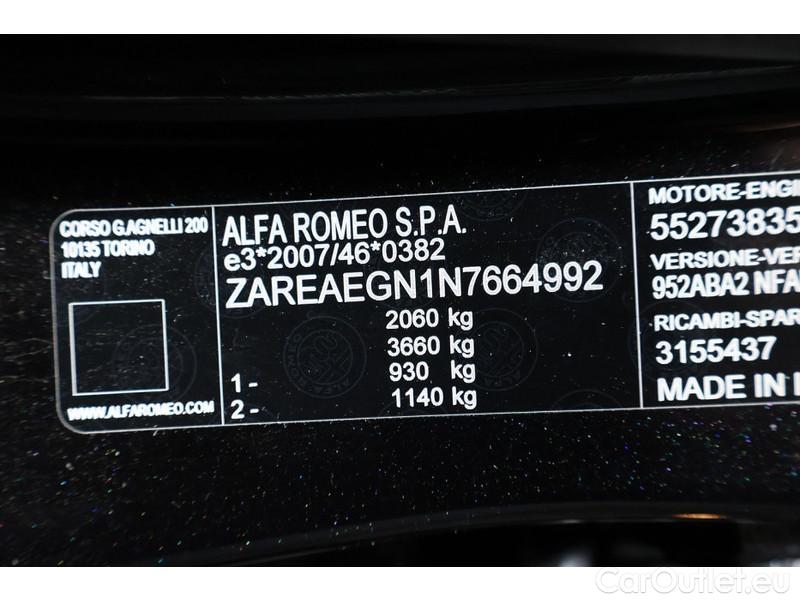 CORSO G.AGNELLI 200
10135 TORINO
ITALY
WWW.ALFAROMEO.COM
ALFA ROMEO S.P.A.
e3*2007/46*0382
ZAREAEGN1N7664992
2060 kg
3660 kg
1- 930 kg
2- 1140 kg
MOTORE-ENGI
55273835
VERSIONE-VER
952ABA2 NFA
RICAMBI-SPAR
3155437
MADE IN I
CarOutlet.eu